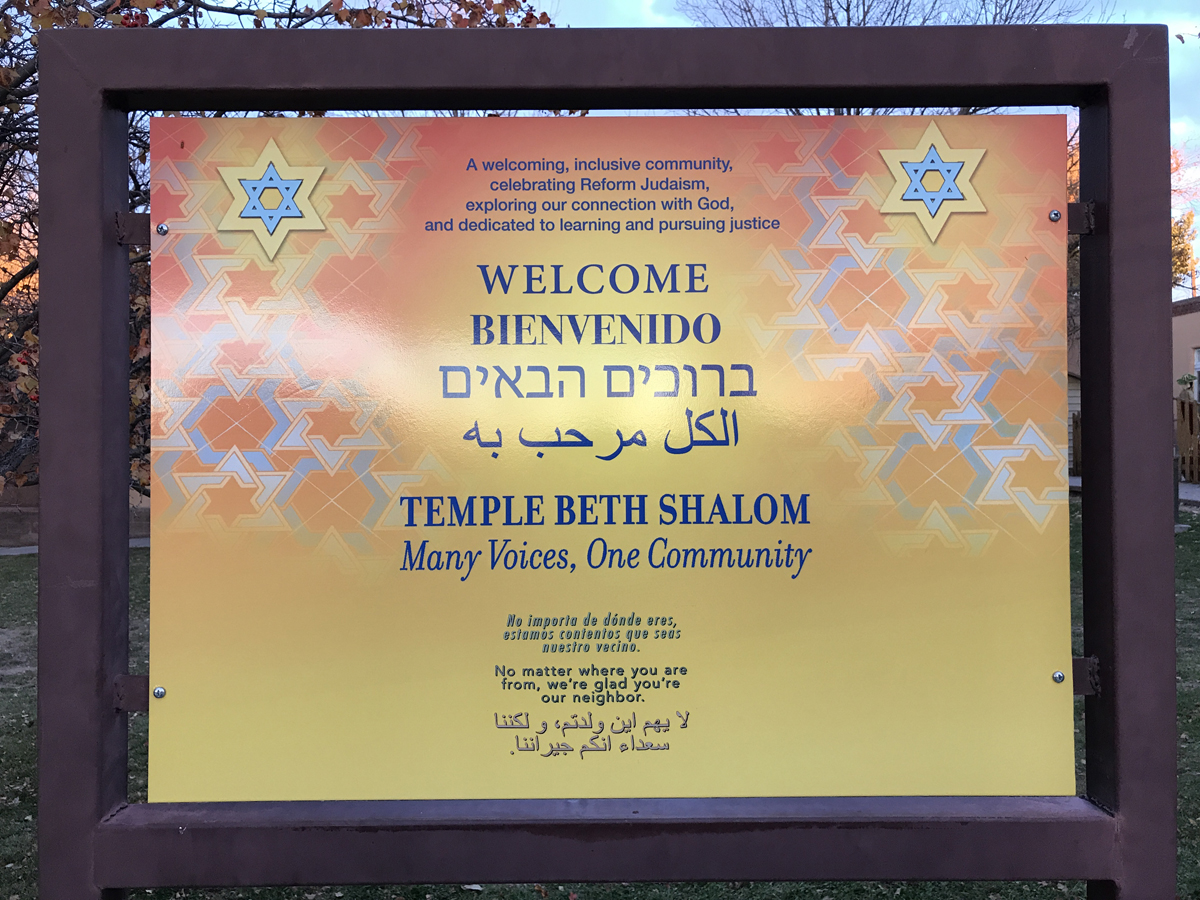 A welcoming, inclusive community,
celebrating Reform Judaism,
exploring our connection with God,
and dedicated to learning and pursuing justice
WELCOME
BIENVENIDO
ברוכים הבאים
الكل مرحب به
TEMPLE BETH SHALOM
Many Voices, One Community
No importa de dónde eres,
estamos contentos que seas
nuestro vecino.
No matter where you are
from, we're glad you're
our neighbor.
لا يهم اين ولدتم، و لكننا
سعداء انكم جيراننا.